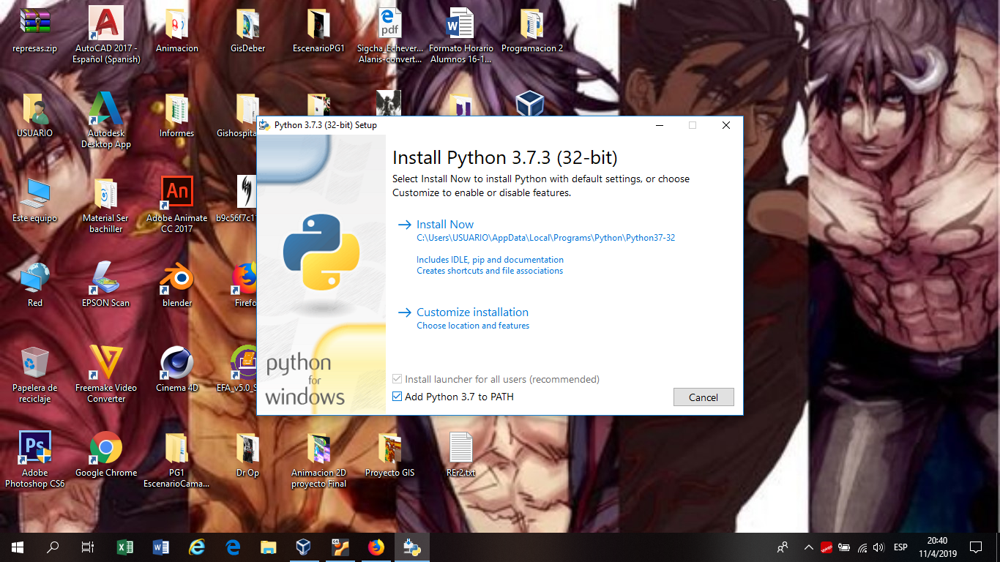 represas.zip
AutoCAD 2017 -
Español (Spanish)
Animacion
GisDeber
EscenarioPG1
pdf
Sigcha_Echever...
Alanis-convert...
Formato Horario
Alumnos 16-1...
Programacion 2
USUARIO
Autodesk
Desktop App
Informes
Gishospita
Este equipo
Material Ser
bachiller
An
Adobe Animate
CC 2017
b9c56f7c1
Red
EPSON Scan
blender
Firefo
Papelera de
reciclaje
Freemake Video
Converter
Cinema 4D
EFA_v5.0_S
Ps
Adobe
Photoshop CS6
Google Chrome
PG1
EscenarioCama...
Dr Op
Animacion 2D
proyecto Final
Proyecto GIS
REr2.txt
Python 3.7.3 (32-bit) Setup
Install Python 3.7.3 (32-bit)
Select Install Now to install Python with default settings, or choose
Customize to enable or disable features.
Install Now
C:\Users\USUARIO\AppData\Local\Programs\Python\Python37-32
Includes IDLE, pip and documentation
Creates shortcuts and file associations
Customize installation
Choose location and features
python
for
windows
Install launcher for all users (recommended)
Add Python 3.7 to PATH
Cancel
ESP
20:40
11/4/2019